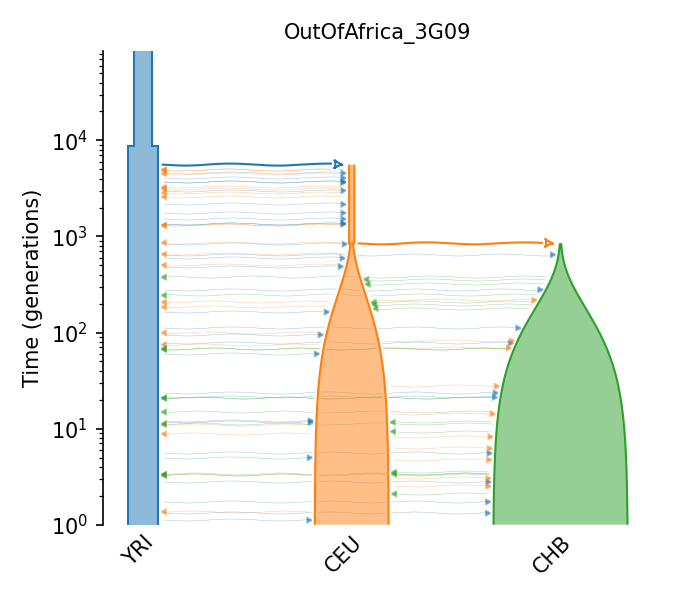 OutOfAfrica_3G09
Time (generations)
10⁴
10³
10²
10¹
10⁰
YRI
CEU
CHB